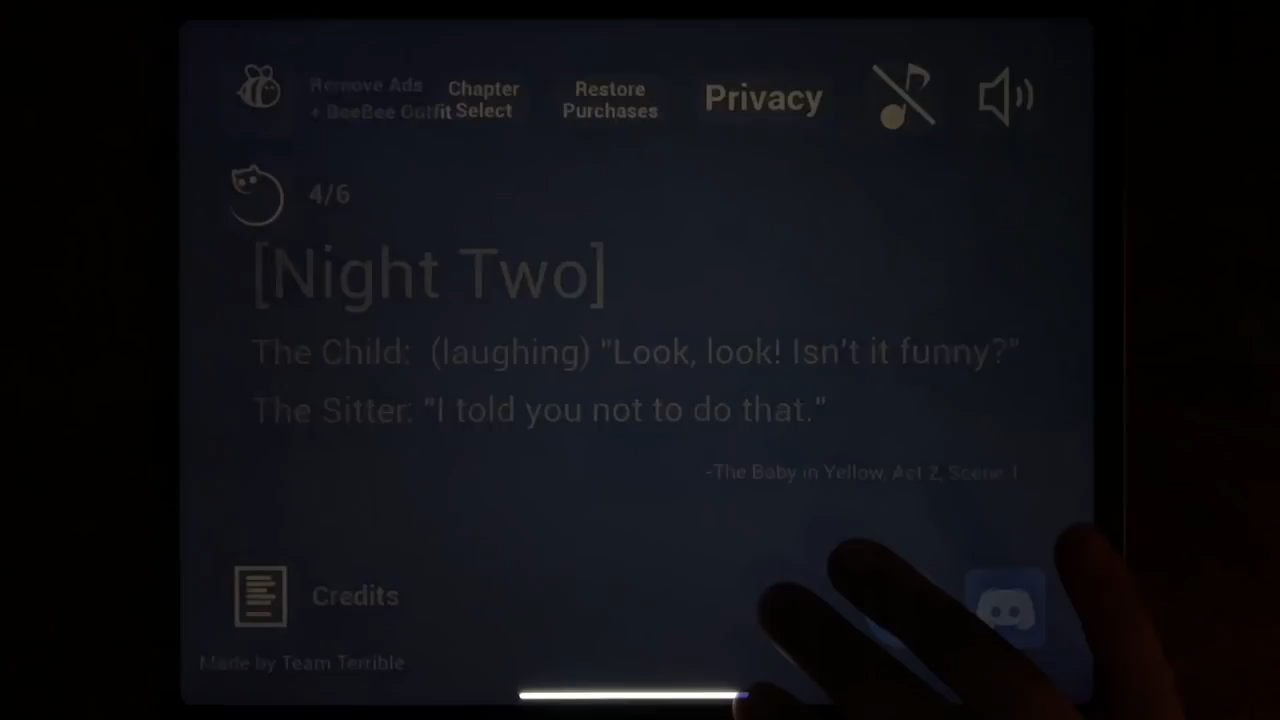 Remove Ads
+ BeeBee Outfit
Chapter
Select
Restore
Purchases
Privacy
4/6
[Night Two]
The Child: (laughing) "Look, look! Isn't it funny?"
The Sitter: "I told you not to do that."
-The Baby in Yellow, Act 2, Scene 1
Credits
Made by Team Terrible